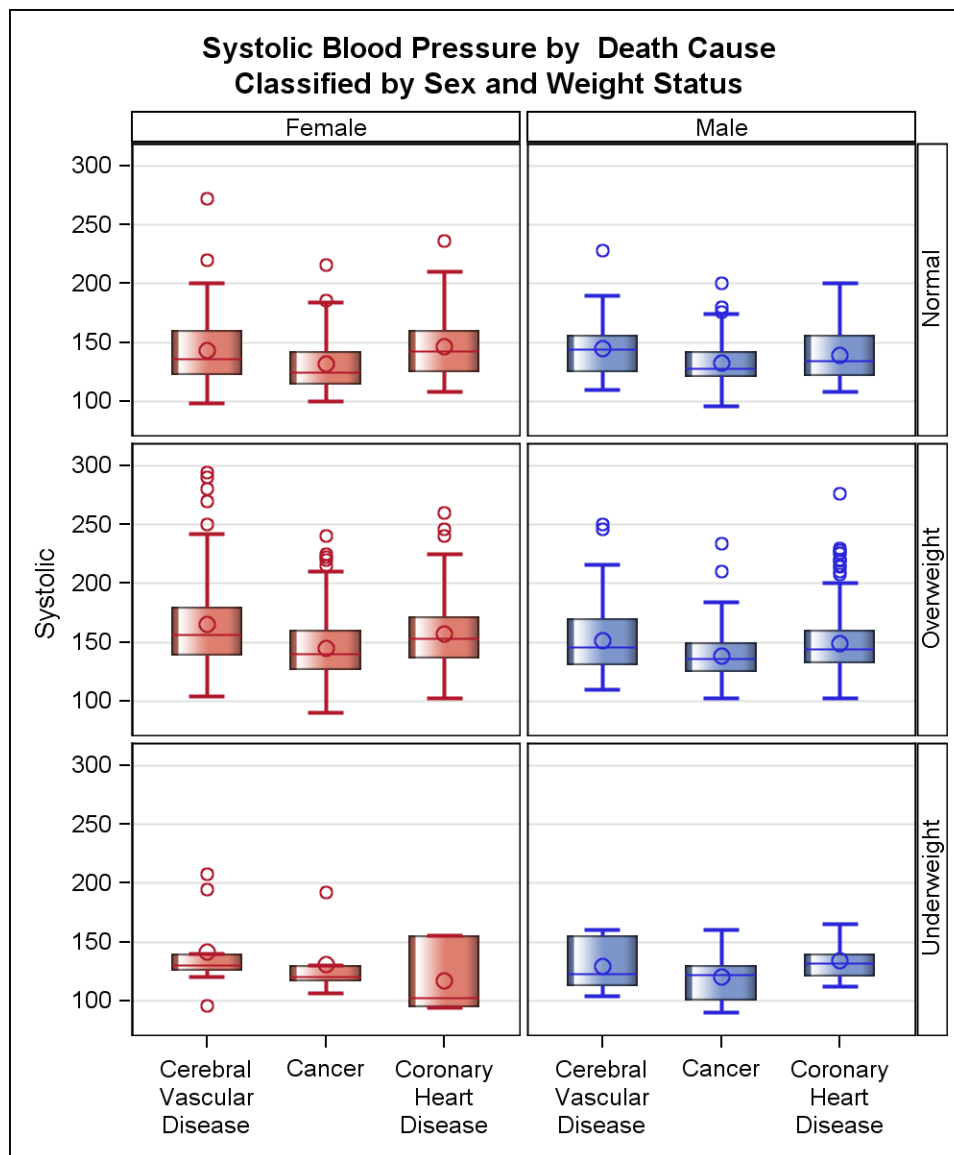 Systolic Blood Pressure by Death Cause
Classified by Sex and Weight Status
Female
Male
300
250
200
150
100
Normal
300
250
200
150
100
Systolic
Overweight
300
250
200
150
100
Underweight
Cerebral
Vascular
Disease
Cancer
Coronary
Heart
Disease
Cerebral
Vascular
Disease
Cancer
Coronary
Heart
Disease